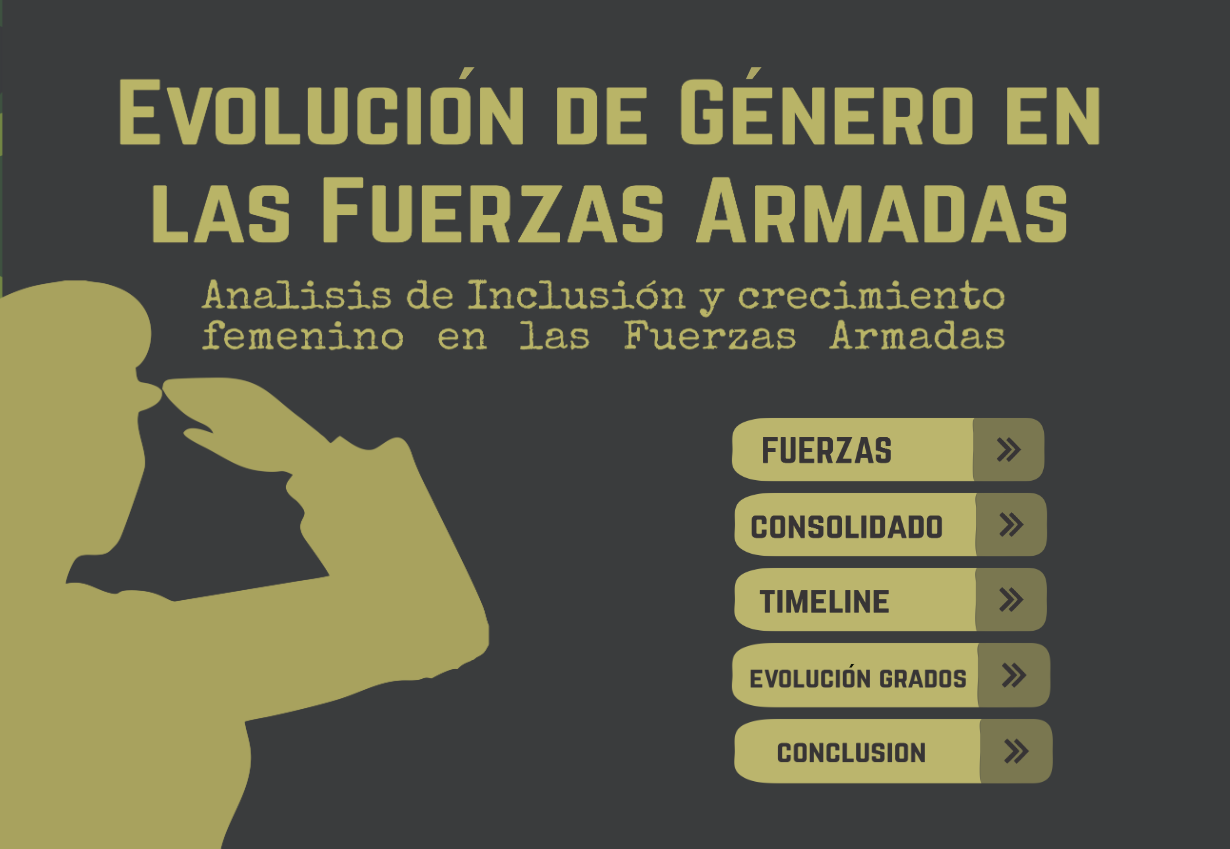 Evolución de Género en
las Fuerzas Armadas
Analisis de Inclusión y crecimiento
femenino en las Fuerzas Armadas
FUERZAS
CONSOLIDADO
TIMELINE
EVOLUCIÓN GRADOS
CONCLUSION